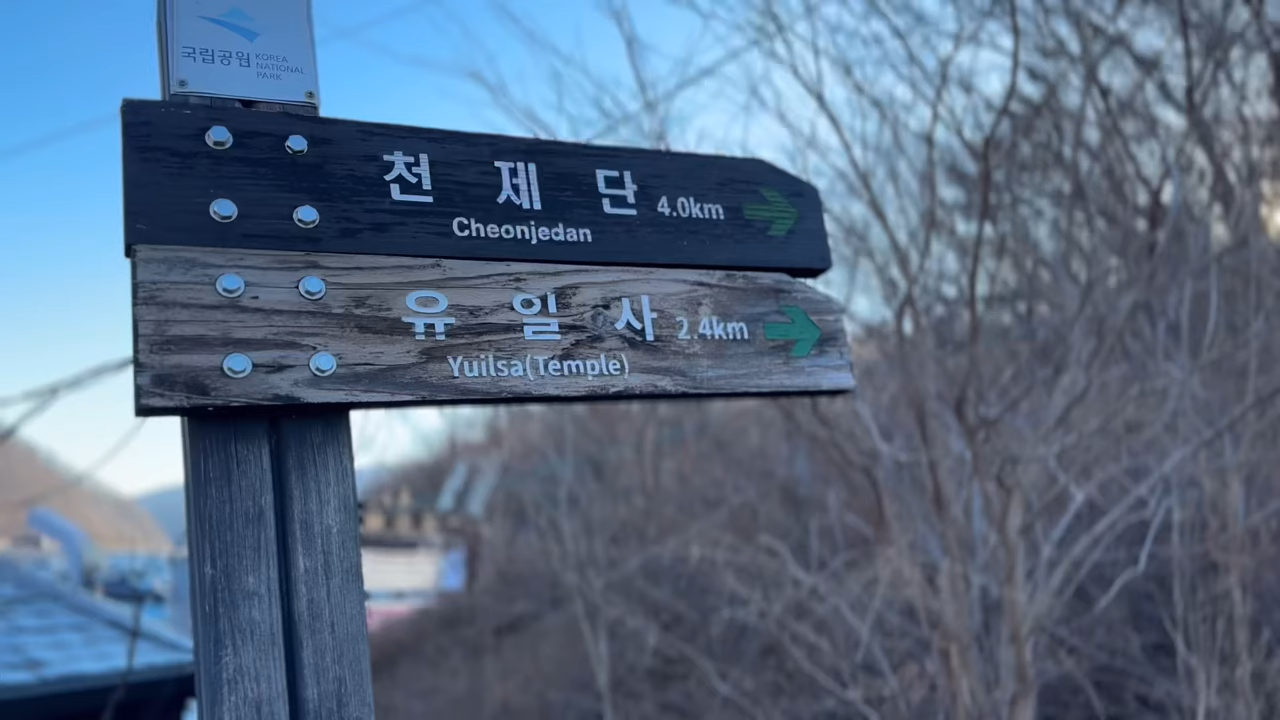 국립공원 KOREA
NATIONAL
PARK
천제단 4.0km
Cheonjedan
유일사 2.4km
Yuilsa(Temple)